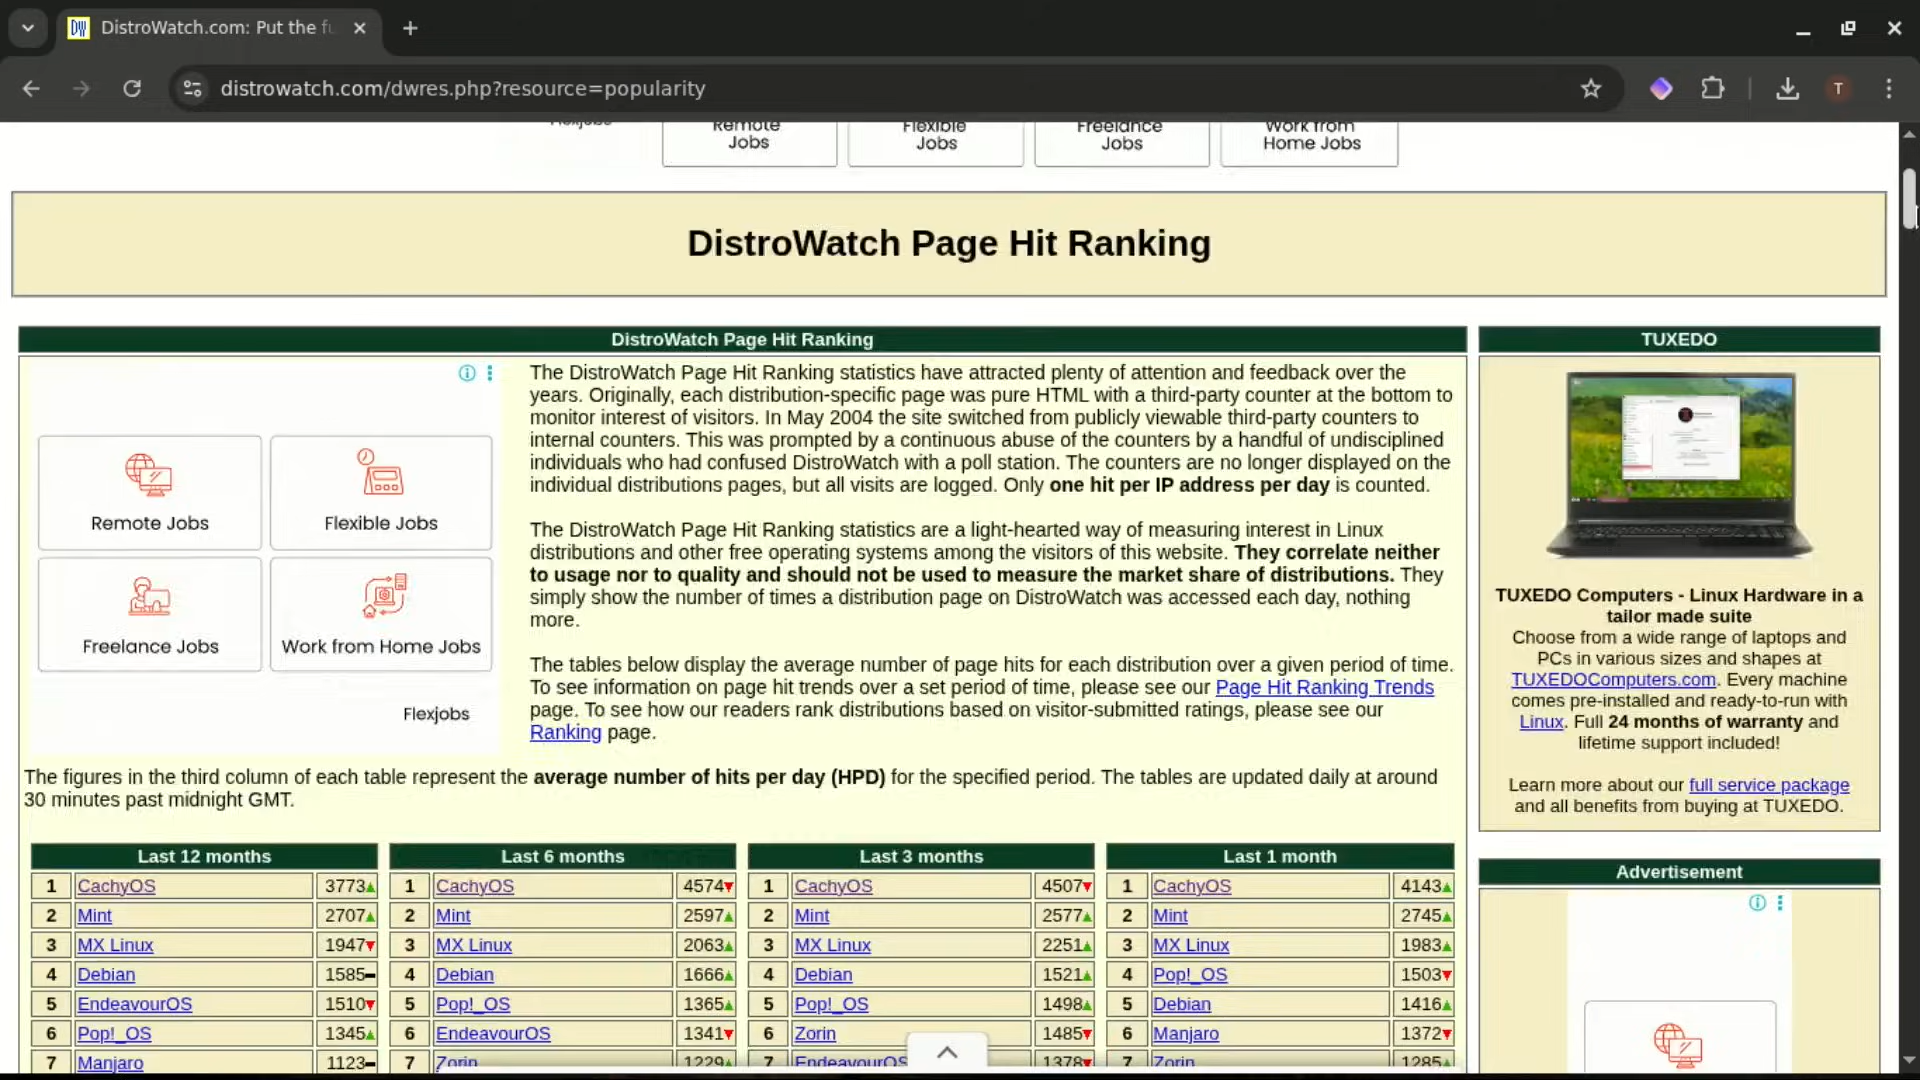 DistroWatch.com: Put the fu
distrowatch.com/dwres.php?resource=popularity
T
Flexjobs
Remote
Jobs
Flexible
Jobs
Freelance
Jobs
Work from
Home Jobs
DistroWatch Page Hit Ranking
DistroWatch Page Hit Ranking
Remote Jobs
Flexible Jobs
Freelance Jobs
Work from Home Jobs
Flexjobs
The DistroWatch Page Hit Ranking statistics have attracted plenty of attention and feedback over the
years. Originally, each distribution-specific page was pure HTML with a third-party counter at the bottom to
monitor interest of visitors. In May 2004 the site switched from publicly viewable third-party counters to
internal counters. This was prompted by a continuous abuse of the counters by a handful of undisciplined
individuals who had confused DistroWatch with a poll station. The counters are no longer displayed on the
individual distributions pages, but all visits are logged. Only one hit per IP address per day is counted.
The DistroWatch Page Hit Ranking statistics are a light-hearted way of measuring interest in Linux
distributions and other free operating systems among the visitors of this website. They correlate neither
to usage nor to quality and should not be used to measure the market share of distributions. They
simply show the number of times a distribution page on DistroWatch was accessed each day, nothing
more.
The tables below display the average number of page hits for each distribution over a given period of time.
To see information on page hit trends over a set period of time, please see our Page Hit Ranking Trends
page. To see how our readers rank distributions based on visitor-submitted ratings, please see our
Ranking page.
The figures in the third column of each table represent the average number of hits per day (HPD) for the specified period. The tables are updated daily at around
30 minutes past midnight GMT.
Last 12 months
1 CachyOS 3773
2 Mint 2707
3 MX Linux 1947
4 Debian 1585
5 EndeavourOS 1510
6 Pop!_OS 1345
7 Manjaro 1123
Last 6 months
1 CachyOS 4574
2 Mint 2597
3 MX Linux 2063
4 Debian 1666
5 Pop!_OS 1365
6 EndeavourOS 1341
7 Zorin 1229
Last 3 months
1 CachyOS 4507
2 Mint 2577
3 MX Linux 2251
4 Debian 1521
5 Pop!_OS 1498
6 Zorin 1485
7 EndeavourOS 1378
Last 1 month
1 CachyOS 4143
2 Mint 2745
3 MX Linux 1983
4 Pop!_OS 1503
5 Debian 1416
6 Manjaro 1372
7 Zorin 1285
TUXEDO
TUXEDO Computers - Linux Hardware in a
tailor made suite
Choose from a wide range of laptops and
PCs in various sizes and shapes at
TUXEDOComputers.com. Every machine
comes pre-installed and ready-to-run with
Linux. Full 24 months of warranty and
lifetime support included!
Learn more about our full service package
and all benefits from buying at TUXEDO.
Advertisement